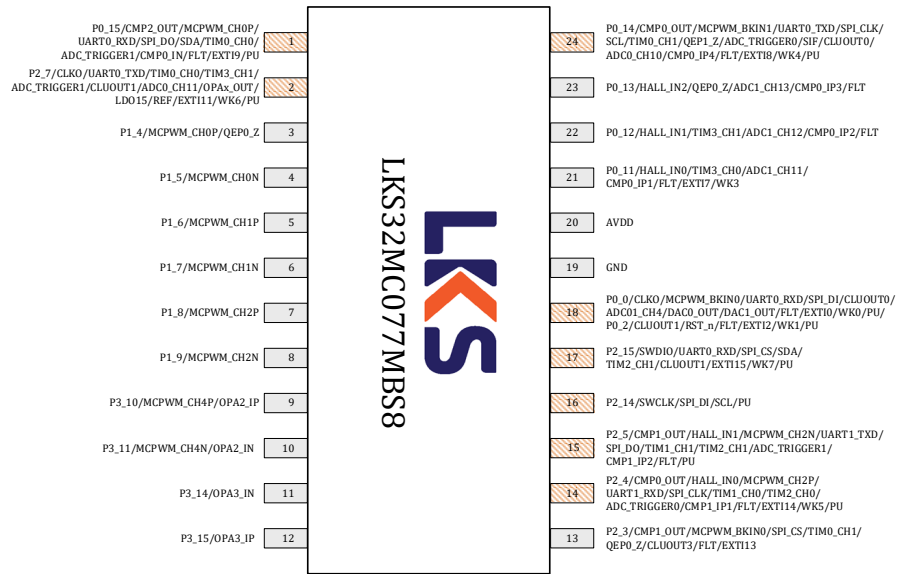 P0_15/CMP2_OUT/MCPWM_CH0P/
UART0_RXD/SPI_DO/SDA/TIM0_CH0/
ADC_TRIGGER1/CMP0_IN/FLT/EXTI9/PU
1
P2_7/CLKO/UART0_TXD/TIM0_CH0/TIM3_CH1/
ADC_TRIGGER1/CLUOUT1/ADC0_CH11/OPAx_OUT/
LDO15/REF/EXTI11/WK6/PU
2
P1_4/MCPWM_CH0P/QEP0_Z
3
P1_5/MCPWM_CH0N
4
P1_6/MCPWM_CH1P
5
P1_7/MCPWM_CH1N
6
P1_8/MCPWM_CH2P
7
P1_9/MCPWM_CH2N
8
P3_10/MCPWM_CH4P/OPA2_IP
9
P3_11/MCPWM_CH4N/OPA2_IN
10
P3_14/OPA3_IN
11
P3_15/OPA3_IP
12
LKS32MC077MBS8
LKS
24
P0_14/CMP0_OUT/MCPWM_BKIN1/UART0_TXD/SPI_CLK/
SCL/TIM0_CH1/QEP1_Z/ADC_TRIGGER0/SIF/CLUOUT0/
ADC0_CH10/CMP0_IP4/FLT/EXTI8/WK4/PU
23
P0_13/HALL_IN2/QEP0_Z/ADC1_CH13/CMP0_IP3/FLT
22
P0_12/HALL_IN1/TIM3_CH1/ADC1_CH12/CMP0_IP2/FLT
21
P0_11/HALL_IN0/TIM3_CH0/ADC1_CH11/
CMP0_IP1/FLT/EXTI7/WK3
20
AVDD
19
GND
18
P0_0/CLKO/MCPWM_BKIN0/UART0_RXD/SPI_DI/CLUOUT0/
ADC01_CH4/DAC0_OUT/DAC1_OUT/FLT/EXTI0/WK0/PU/
P0_2/CLUOUT1/RST_n/FLT/EXTI2/WK1/PU
17
P2_15/SWDIO/UART0_RXD/SPI_CS/SDA/
TIM2_CH1/CLUOUT1/EXTI15/WK7/PU
16
P2_14/SWCLK/SPI_DI/SCL/PU
15
P2_5/CMP1_OUT/HALL_IN1/MCPWM_CH2N/UART1_TXD/
SPI_DO/TIM1_CH1/TIM2_CH1/ADC_TRIGGER1/
CMP1_IP2/FLT/PU
14
P2_4/CMP0_OUT/HALL_IN0/MCPWM_CH2P/
UART1_RXD/SPI_CLK/TIM1_CH0/TIM2_CH0/
ADC_TRIGGER0/CMP1_IP1/FLT/EXTI14/WK5/PU
13
P2_3/CMP1_OUT/MCPWM_BKIN0/SPI_CS/TIM0_CH1/
QEP0_Z/CLUOUT3/FLT/EXTI13